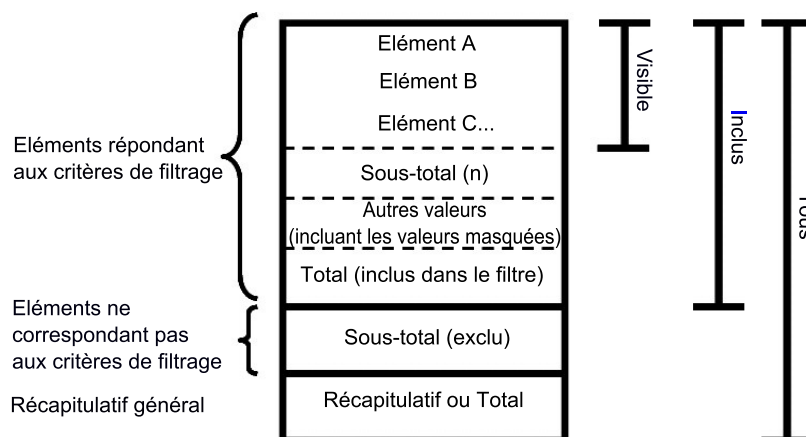 Elément A
Elément B
Elément C...
Sous-total (n)
Autres valeurs
(incluant les valeurs masquées)
Total (inclus dans le filtre)
Sous-total (exclu)
Récapitulatif ou Total
Eléments répondant
aux critères de filtrage
Eléments ne
correspondant pas
aux critères de filtrage
Récapitulatif général
Visible
Inclus
Tous